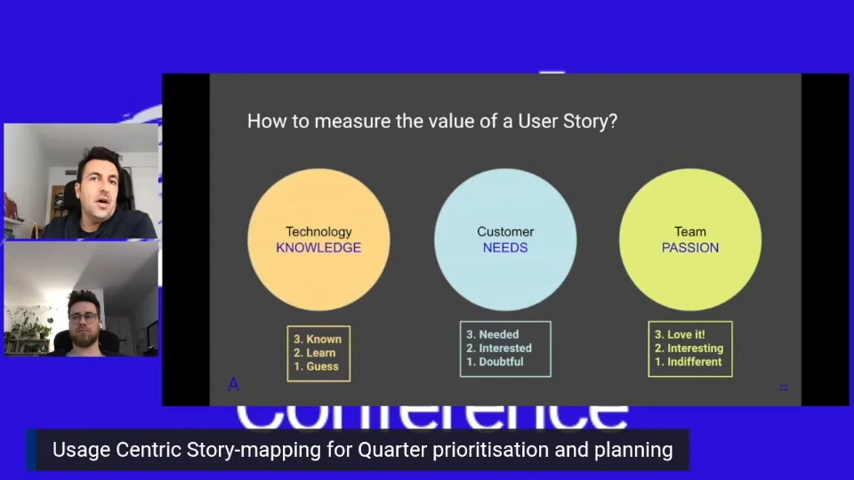 How to measure the value of a User Story?
Technology
KNOWLEDGE
Customer
NEEDS
Team
PASSION
3. Known
2. Learn
1. Guess
3. Needed
2. Interested
1. Doubtful
3. Love it!
2. Interesting
1. Indifferent
A
22
Conference
Usage Centric Story-mapping for Quarter prioritisation and planning